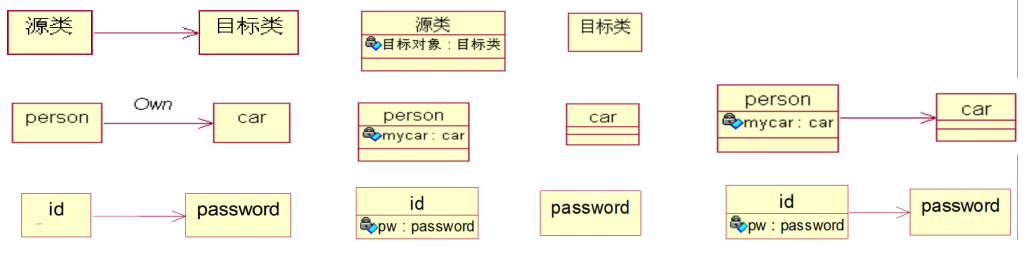 源类
目标类
源类
目标对象 : 目标类
目标类
person
Own
car
person
mycar : car
car
person
mycar : car
car
id
password
id
pw : password
password
id
pw : password
password